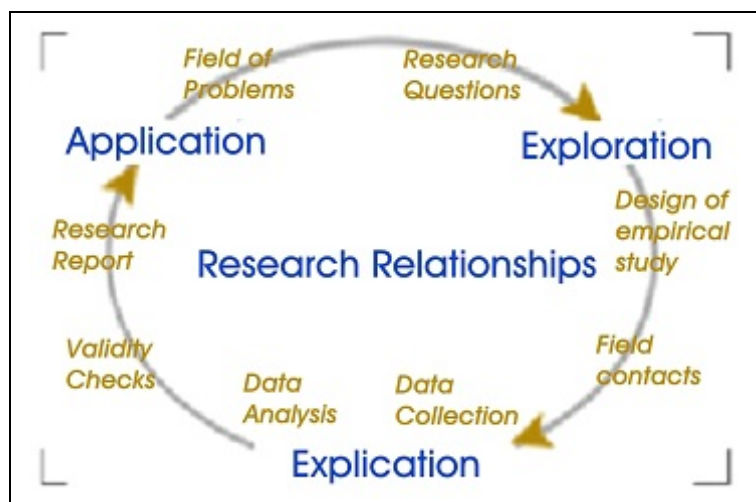 Field of
Problems
Research
Questions
Application
Exploration
Research
Report
Research Relationships
Design of
empirical
study
Validity
Checks
Data
Analysis
Data
Collection
Field
contacts
Explication